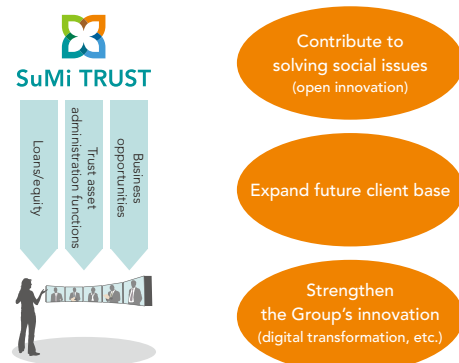 SuMi TRUST
Loans/equity
Trust asset
administration functions
Business
opportunities
Contribute to
solving social issues
(open innovation)
Expand future client base
Strengthen
the Group's innovation
(digital transformation, etc.)